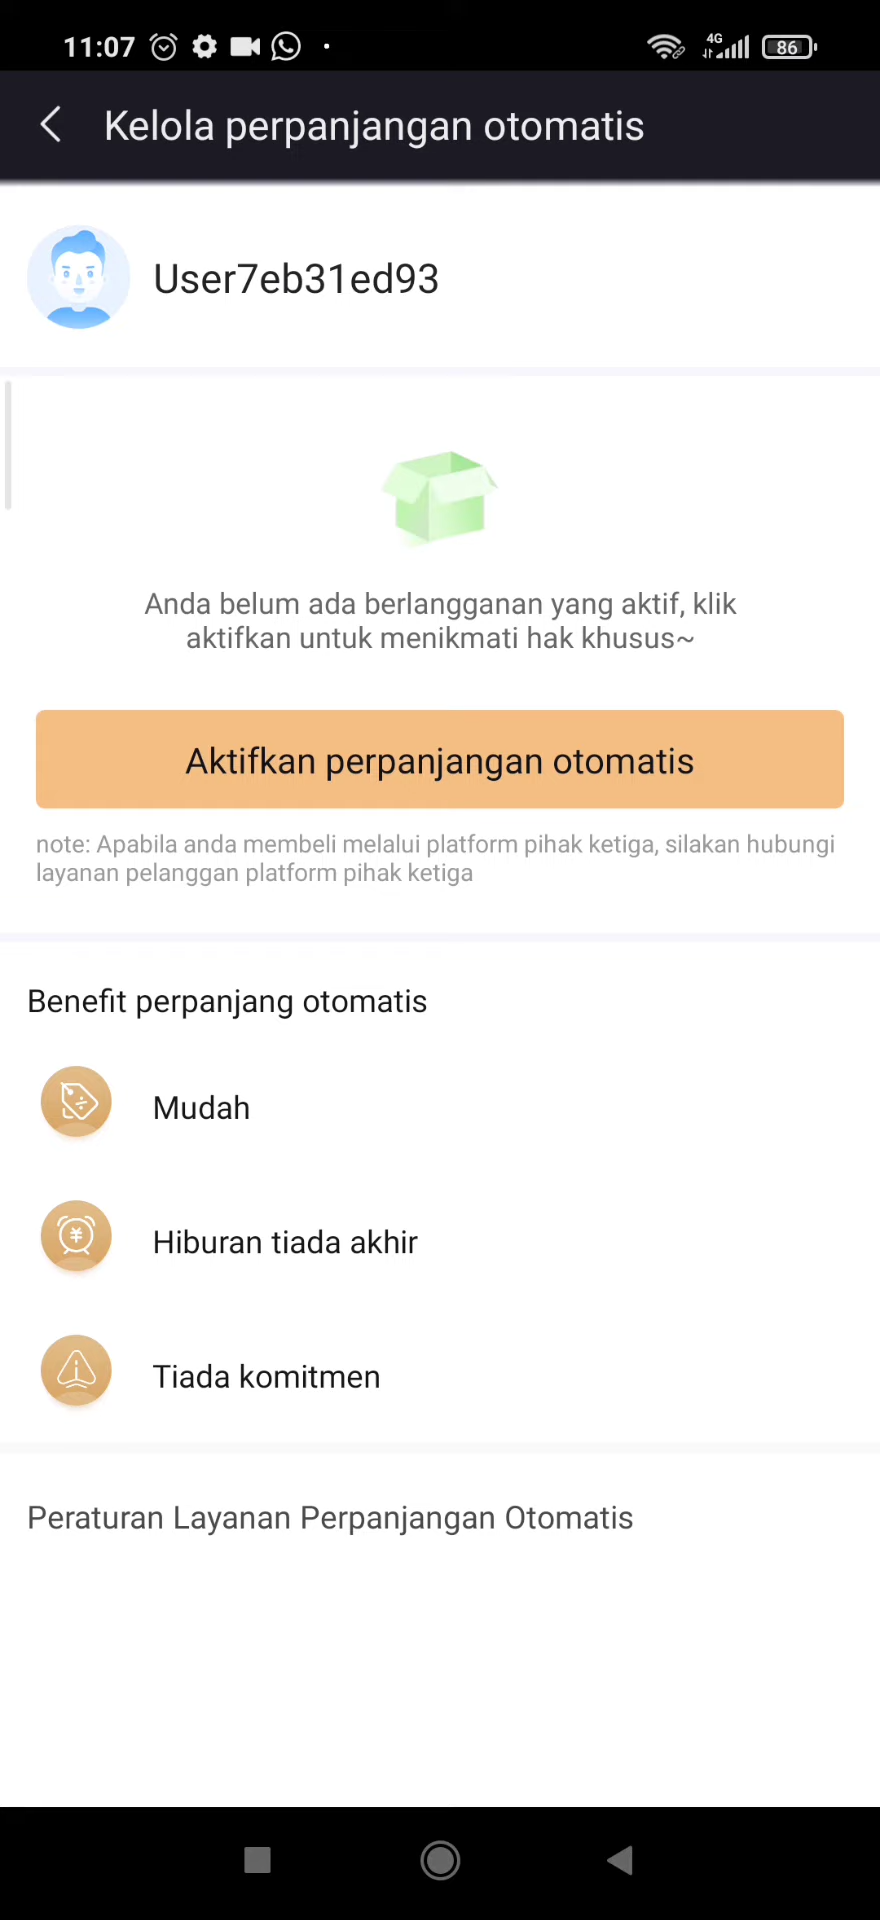 11:07
4G
86
Kelola perpanjangan otomatis
User7eb31ed93
Anda belum ada berlangganan yang aktif, klik
aktifkan untuk menikmati hak khusus~
Aktifkan perpanjangan otomatis
note: Apabila anda membeli melalui platform pihak ketiga, silakan hubungi
layanan pelanggan platform pihak ketiga
Benefit perpanjang otomatis
Mudah
¥
Hiburan tiada akhir
Tiada komitmen
Peraturan Layanan Perpanjangan Otomatis